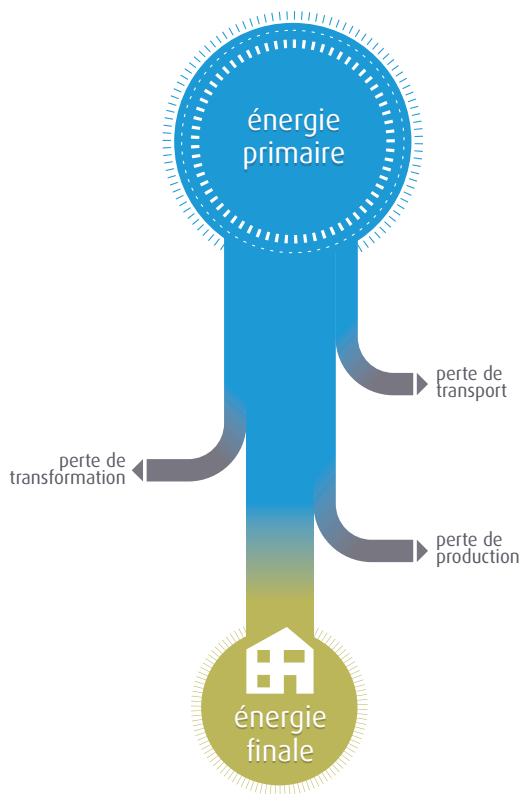 énergie
primaire
perte de
transport
perte de
transformation
perte de
production
énergie
finale